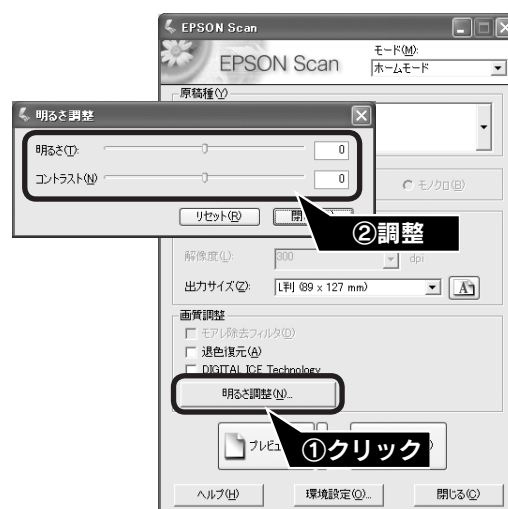 EPSON Scan
EPSON Scan
モード(M):
ホームモード
原稿種(Y)
明るさ調整
明るさ(T): 0
コントラスト(N) 0
モノクロ(B)
リセット(R)
②調整
解像度(L): 300 dpi
出力サイズ(Z): L判 (89 x 127 mm)
画質調整
モアレ除去フィルタ(D)
退色復元(A)
DIGITAL ICE Technology
明るさ調整(N)...
①クリック
ヘルプ(H) 環境設定(O)... 閉じる(C)